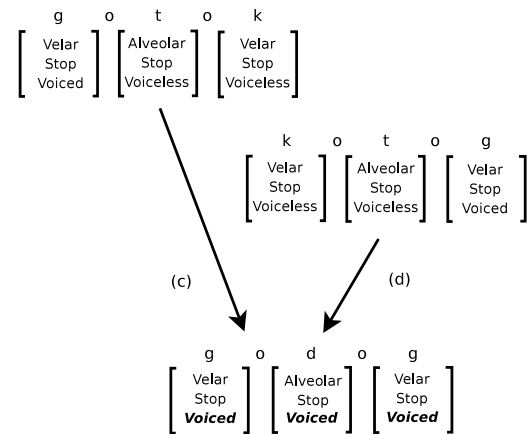 g o t o k
Velar Alveolar Velar
Stop Stop Stop
Voiced Voiceless Voiceless
k o t o g
Velar Alveolar Velar
Stop Stop Stop
Voiceless Voiceless Voiced
(c) (d)
g o d o g
Velar Alveolar Velar
Stop Stop Stop
Voiced Voiced Voiced